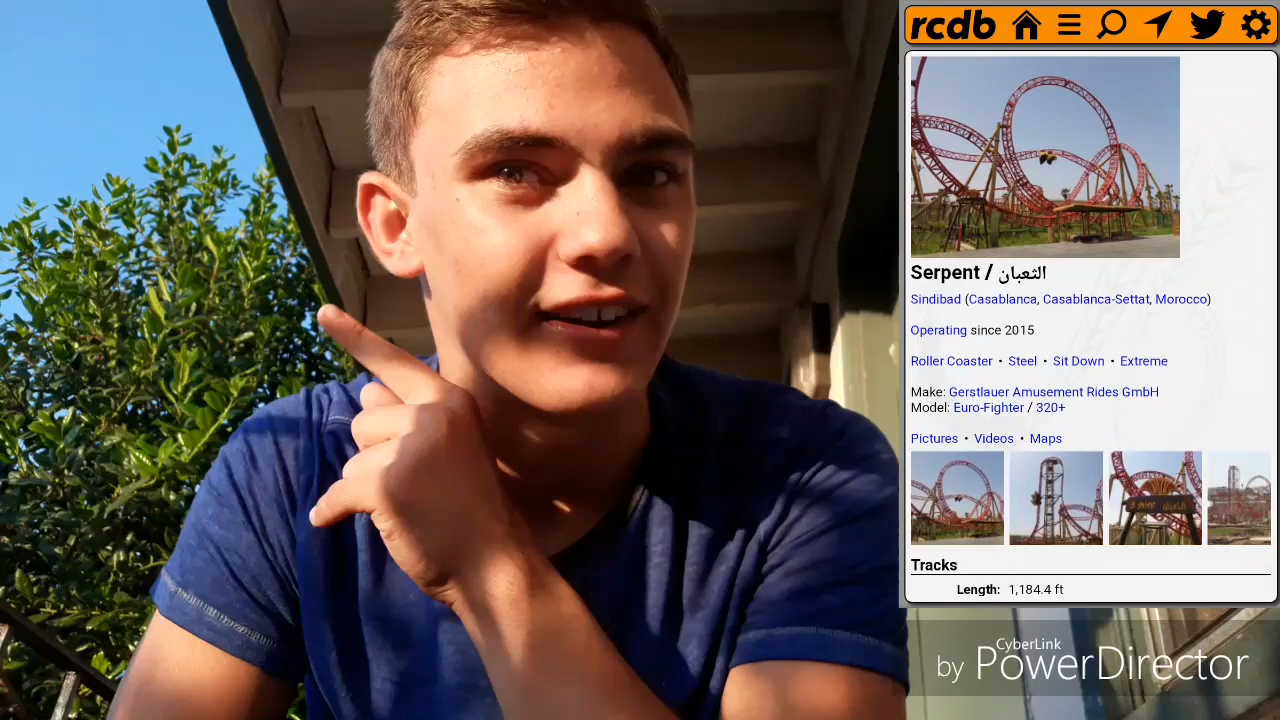 rcdb
Serpent / الثعبان
Sindibad (Casablanca, Casablanca-Settat, Morocco)
Operating since 2015
Roller Coaster • Steel • Sit Down • Extreme
Make: Gerstlauer Amusement Rides GmbH
Model: Euro-Fighter / 320+
Pictures • Videos • Maps
Tracks
Length: 1,184.4 ft
CyberLink
by PowerDirector